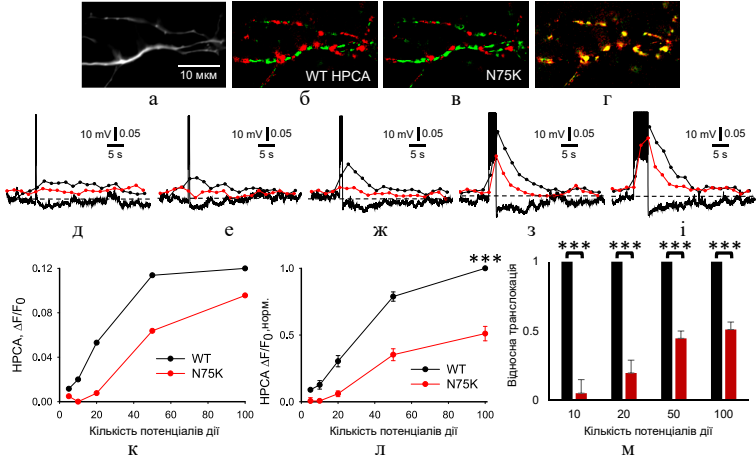 10 мкм
WT HPCA
N75K
а
б
в
г
10 mV 0.05
5 s
10 mV 0.05
5 s
10 mV 0.05
5 s
10 mV 0.05
5 s
10 mV 0.05
5 s
д
е
ж
з
і
HPCA, ΔF/F0
0.12
0.08
0.04
0.00
0
20
40
60
80
100
WT
N75K
Кількість потенціалів дії
к
HPCA ΔF/F0,норм.
1.0
0.5
0.0
0
20
40
60
80
100
***
WT
N75K
Кількість потенціалів дії
л
Відносна транслокація
1
0.5
0
***
***
***
***
10
20
50
100
Кількість потенціалів дії
м